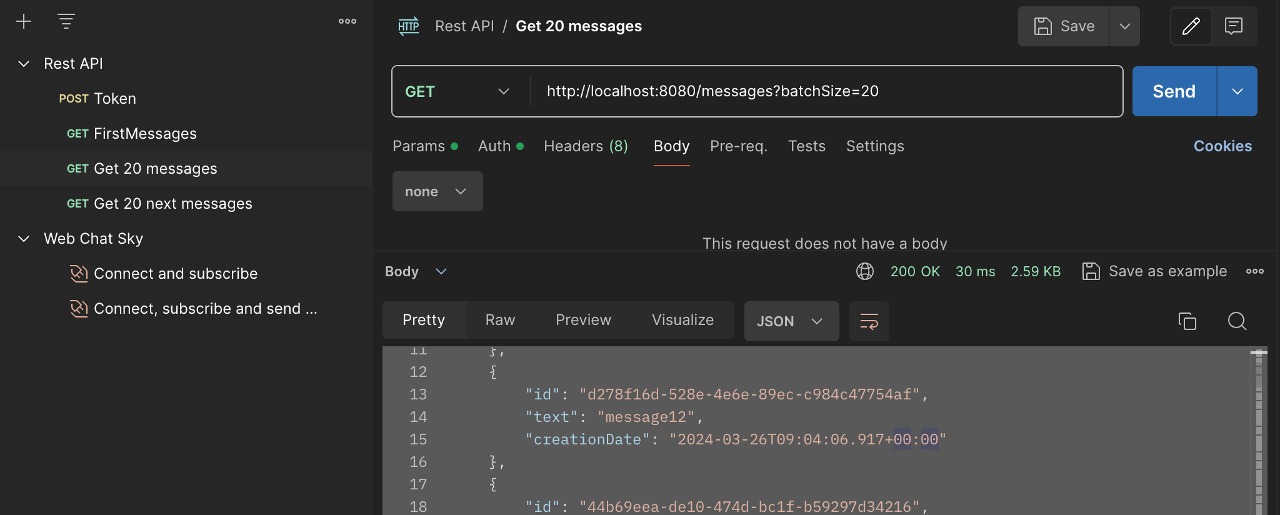 Rest API
POST Token
GET FirstMessages
GET Get 20 messages
GET Get 20 next messages
Web Chat Sky
Connect and subscribe
Connect, subscribe and send ...
HTTP Rest API / Get 20 messages
Save
GET http://localhost:8080/messages?batchSize=20
Send
Params Auth Headers (8) Body Pre-req. Tests Settings Cookies
none
This request does not have a body
Body 200 OK 30 ms 2.59 KB Save as example
Pretty Raw Preview Visualize JSON
11 },
12 {
13 "id": "d278f16d-528e-4e6e-89ec-c984c47754af",
14 "text": "message12",
15 "creationDate": "2024-03-26T09:04:06.917+00:00"
16 },
17 {
18 "id": "44b69eea-de10-474d-bc1f-b59297d34216",